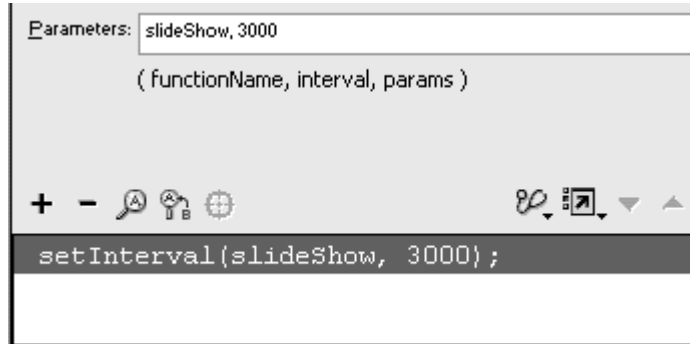 Parameters: slideShow, 3000
( functionName, interval, params )
setInterval(slideShow, 3000);